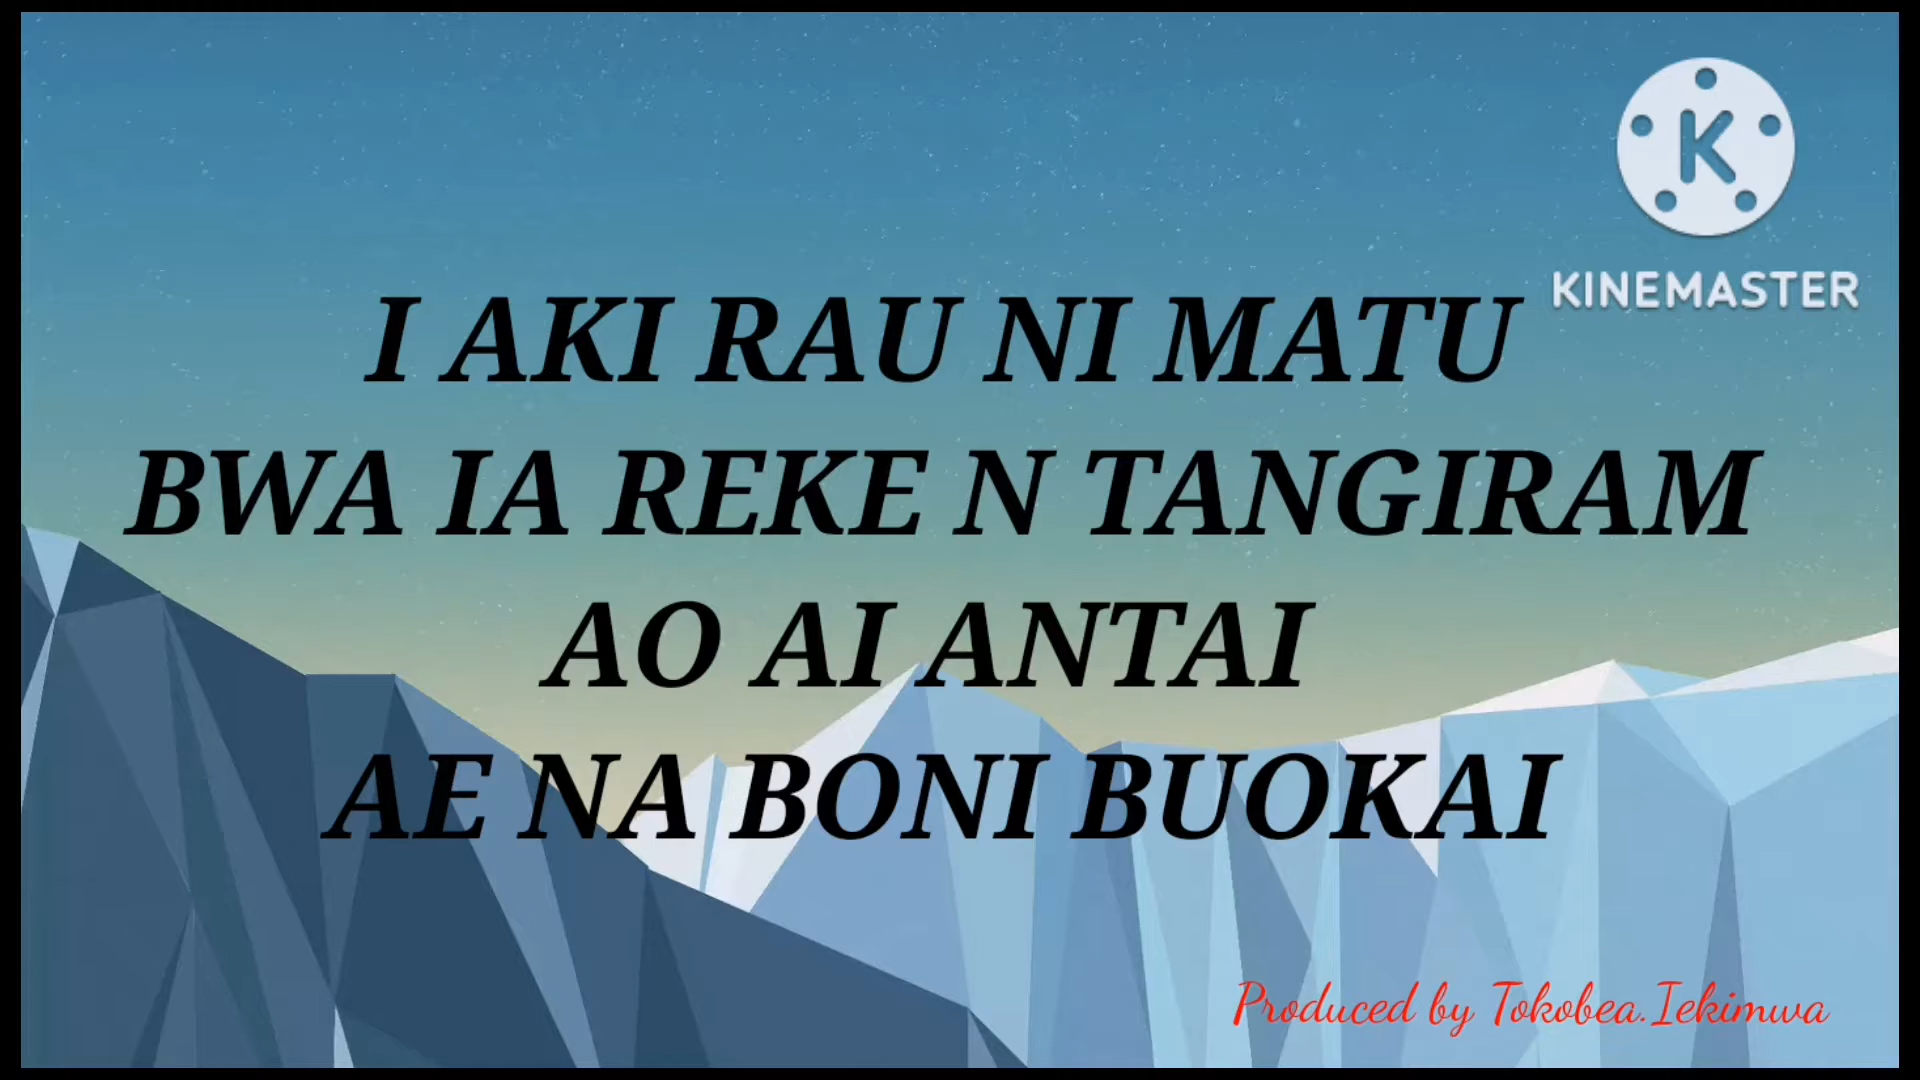 K
KINEMASTER
I AKI RAU NI MATU
BWA IA REKE N TANGIRAM
AO AI ANTAI
AE NA BONI BUOKAI
Produced by Tokobea.Iekimwa